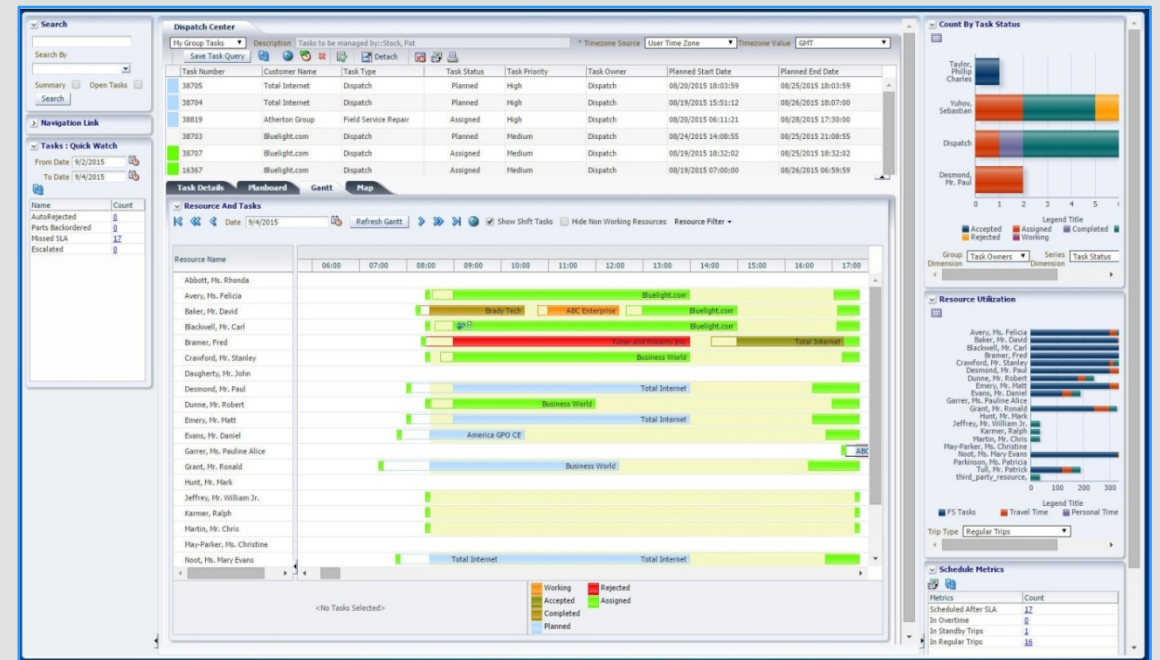 Search
Search By
Summary Open Tasks
Search
Navigation Link
Tasks : Quick Watch
From Date 9/2/2015
To Date 9/4/2015
Name Count
AutoRejected 0
Parts Backordered 0
Missed SLA 17
Escalated 0
Dispatch Center
My Group Tasks Description Tasks to be managed by::Stock, Pat * Timezone Source User Time Zone Timezone Value GMT
Save Task Query Detach
Task Number Customer Name Task Type Task Status Task Priority Task Owner Planned Start Date Planned End Date
38705 Total Internet Dispatch Planned High Dispatch 08/20/2015 18:03:59 08/25/2015 18:03:59
38704 Total Internet Dispatch Planned High Dispatch 08/19/2015 15:51:12 08/26/2015 18:07:00
38819 Atherton Group Field Service Repair Assigned High Dispatch 08/20/2015 06:11:21 08/28/2015 17:30:00
38703 Bluelight.com Dispatch Planned Medium Dispatch 08/24/2015 14:08:55 08/25/2015 21:08:55
38707 Bluelight.com Dispatch Assigned Medium Dispatch 08/19/2015 18:32:02 08/25/2015 18:32:02
16367 Bluelight.com Dispatch Assigned Medium Dispatch 08/19/2015 07:00:00 08/26/2015 06:59:59
Task Details Planboard Gantt Map
Resource And Tasks
Date 9/4/2015 Refresh Gantt Show Shift Tasks Hide Non Working Resources Resource Filter
Resource Name 06:00 07:00 08:00 09:00 10:00 11:00 12:00 13:00 14:00 15:00 16:00 17:00
Abbott, Ms. Rhonda
Avery, Ms. Felicia Bluelight.com
Baker, Mr. David Brady Tech ABC Enterprise Bluelight.com
Blackwell, Mr. Carl Bluelight.com
Bramer, Fred Toner and Roberts Inc. Total Internet
Crawford, Mr. Stanley Business World
Daugherty, Mr. John
Desmond, Mr. Paul Total Internet
Dunne, Mr. Robert Business World
Emery, Mr. Matt Total Internet
Evans, Mr. Daniel America GPO CE
Garrer, Ms. Pauline Alice ABC
Grant, Mr. Ronald Business World
Hunt, Mr. Mark
Jeffrey, Mr. William Jr.
Karmer, Ralph
Martin, Mr. Chris
May-Parker, Ms. Christine
Noot, Ms. Mary Evans Total Internet Total Internet
<No Tasks Selected>
Working Rejected
Accepted Assigned
Completed
Planned
Count By Task Status
Taylor,
Phillip
Charles
Yuhov,
Sebastian
Dispatch
Desmond,
Mr. Paul
0 1 2 3 4 5
Legend Title
Accepted Assigned Completed
Rejected Working
Group Dimension Task Owners Series Dimension Task Status
Resource Utilization
Avery, Ms. Felicia
Baker, Mr. David
Blackwell, Mr. Carl
Bramer, Fred
Crawford, Mr. Stanley
Desmond, Mr. Paul
Dunne, Mr. Robert
Emery, Mr. Matt
Evans, Mr. Daniel
Garrer, Ms. Pauline Alice
Grant, Mr. Ronald
Hunt, Mr. Mark
Jeffrey, Mr. William Jr.
Karmer, Ralph
Martin, Mr. Chris
May-Parker, Ms. Christine
Noot, Ms. Mary Evans
Parkinson, Ms. Patricia
Tull, Mr. Patrick
third_party_resource,
0 100 200 300
Legend Title
FS Tasks Travel Time Personal Time
Trip Type Regular Trips
Schedule Metrics
Metrics Count
Scheduled After SLA 17
In Overtime 0
In Standby Trips 1
In Regular Trips 16